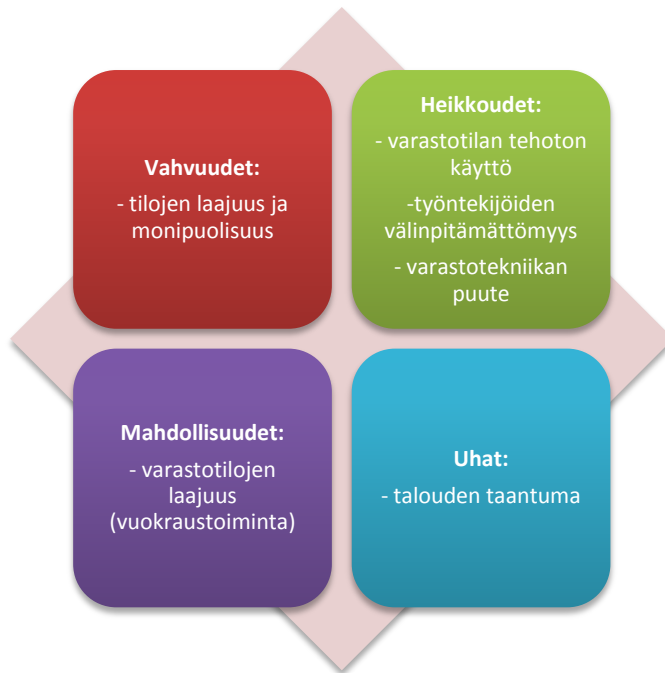 Vahvuudet:
- tilojen laajuus ja
monipuolisuus
Heikkoudet:
- varastotilan tehoton
käyttö
-työntekijöiden
välinpitämättömyys
- varastotekniikan
puute
Mahdollisuudet:
- varastotilojen
laajuus
(vuokraustoiminta)
Uhat:
- talouden taantuma